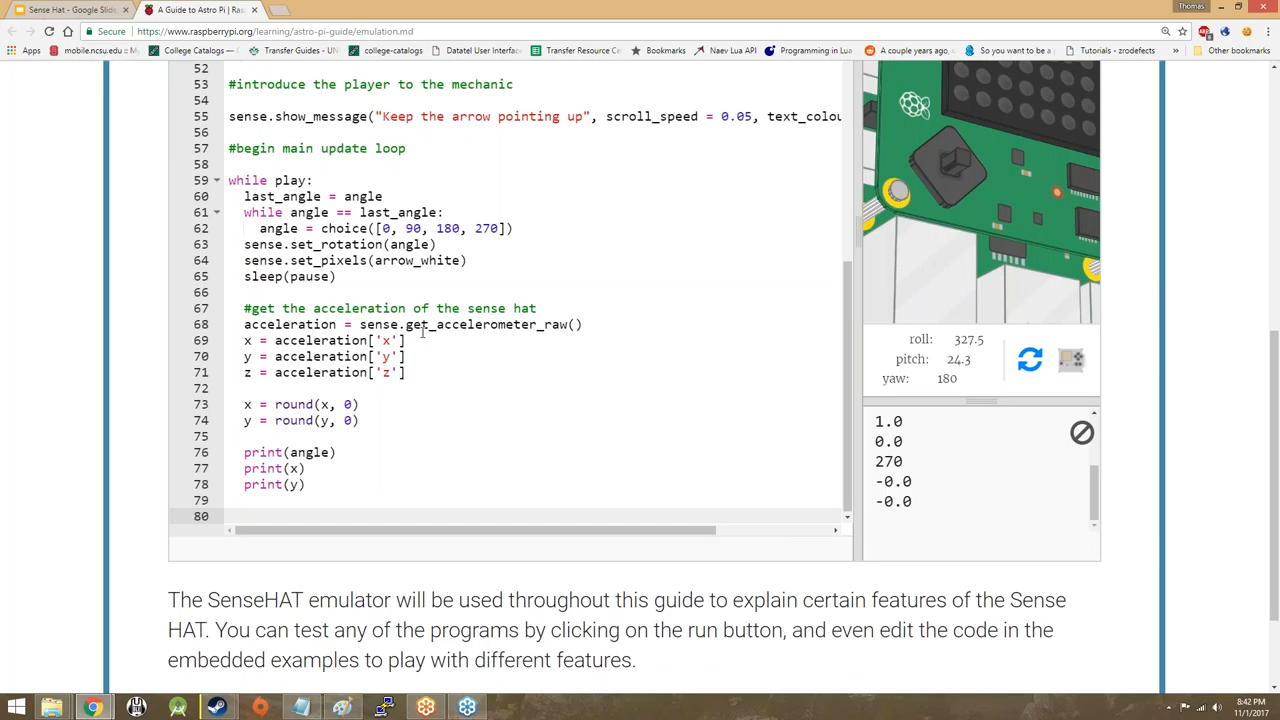 Sense Hat - Google Slide
A Guide to Astro Pi | Ras
Thomas
Secure
https://www.raspberrypi.org/learning/astro-pi-guide/emulation.md
Apps
mobile.ncsu.edu
College Catalogs —
Transfer Guides - UN
college-catalogs
Datatel User Interface
Transfer Resource Ce
Bookmarks
Naev Lua API
Programming in Lua
A couple years ago,
So you want to be a
Tutorials - zrodefects
»
Other bookmarks
52
53 #introduce the player to the mechanic
54
55 sense.show_message("Keep the arrow pointing up", scroll_speed = 0.05, text_colou
56
57 #begin main update loop
58
59 while play:
60 last_angle = angle
61 while angle == last_angle:
62 angle = choice([0, 90, 180, 270])
63 sense.set_rotation(angle)
64 sense.set_pixels(arrow_white)
65 sleep(pause)
66
67 #get the acceleration of the sense hat
68 acceleration = sense.get_accelerometer_raw()
69 x = acceleration['x']
70 y = acceleration['y']
71 z = acceleration['z']
72
73 x = round(x, 0)
74 y = round(y, 0)
75
76 print(angle)
77 print(x)
78 print(y)
79
80
roll: 327.5
pitch: 24.3
yaw: 180
1.0
0.0
270
-0.0
-0.0
The SenseHAT emulator will be used throughout this guide to explain certain features of the Sense
HAT. You can test any of the programs by clicking on the run button, and even edit the code in the
embedded examples to play with different features.
8:42 PM
11/1/2017